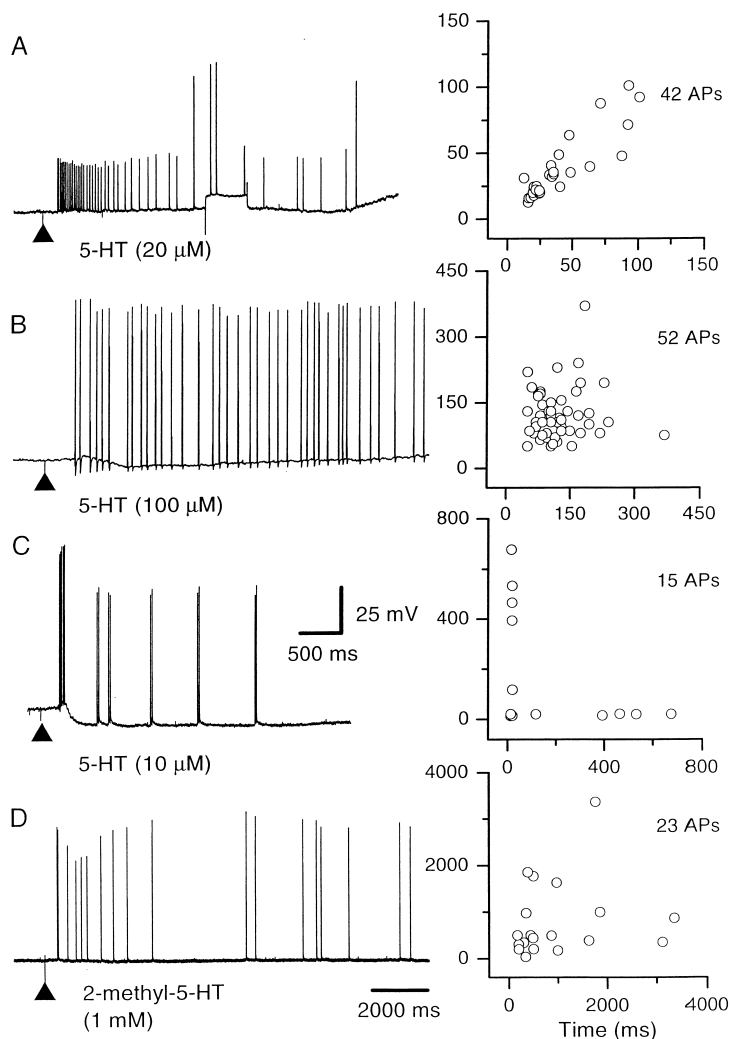 A
150
100
50
0
42 APs
0 50 100 150
5-HT (20 μM)
B
450
300
150
0
52 APs
0 150 300 450
5-HT (100 μM)
C
800
400
0
15 APs
25 mV
500 ms
0 400 800
5-HT (10 μM)
D
4000
2000
0
23 APs
0 2000 4000
2-methyl-5-HT
(1 mM)
2000 ms
Time (ms)